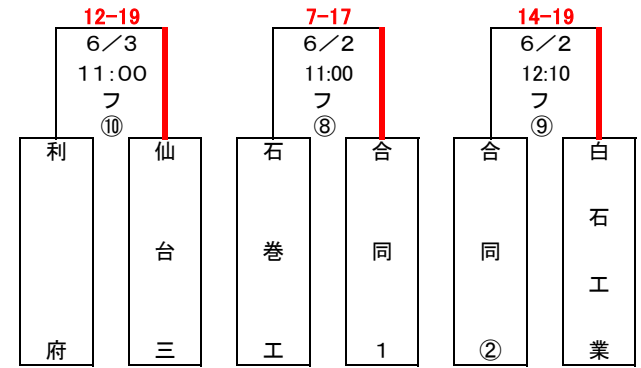 12-19
6／3
11:00
フ
⑩
利府
仙台三
7-17
6／2
11:00
フ
⑧
石巻工
合同1
14-19
6／2
12:10
フ
⑨
合同②
白石工業